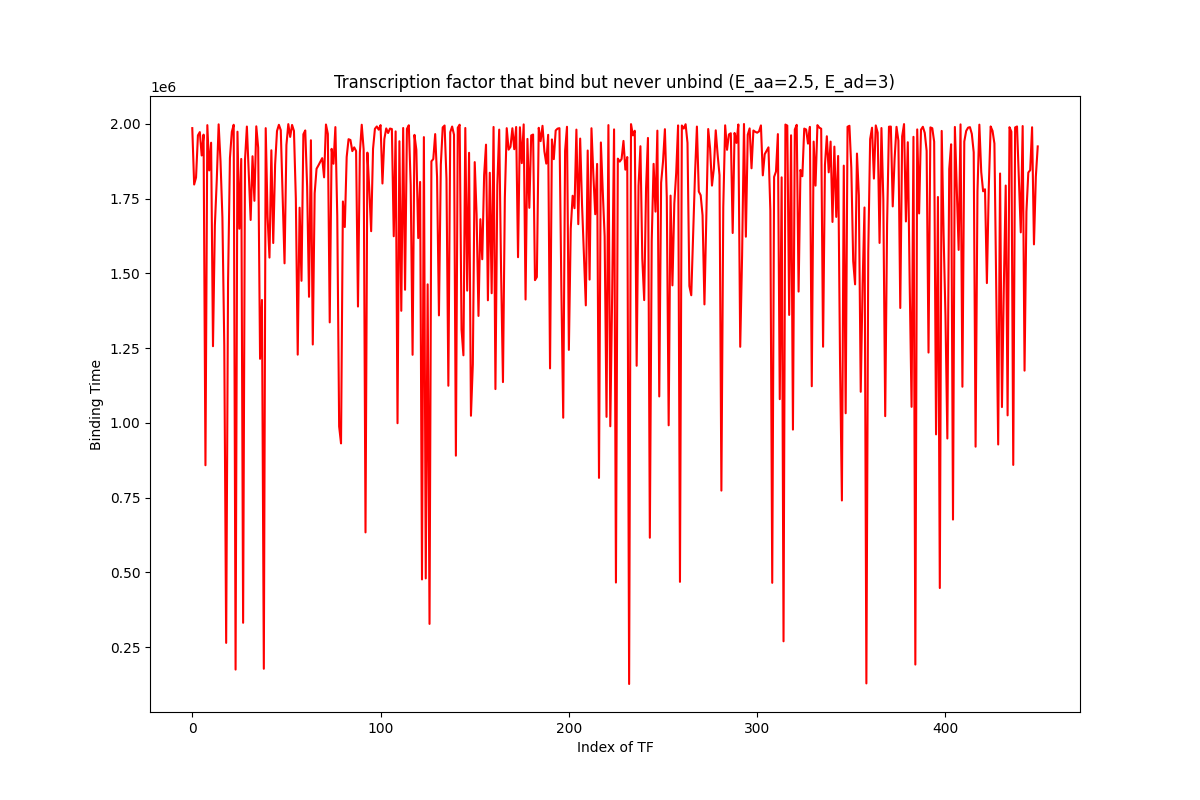 Transcription factor that bind but never unbind (E_aa=2.5, E_ad=3)
1e6
2.00
1.75
1.50
1.25
1.00
0.75
0.50
0.25
Binding Time
0 100 200 300 400
Index of TF